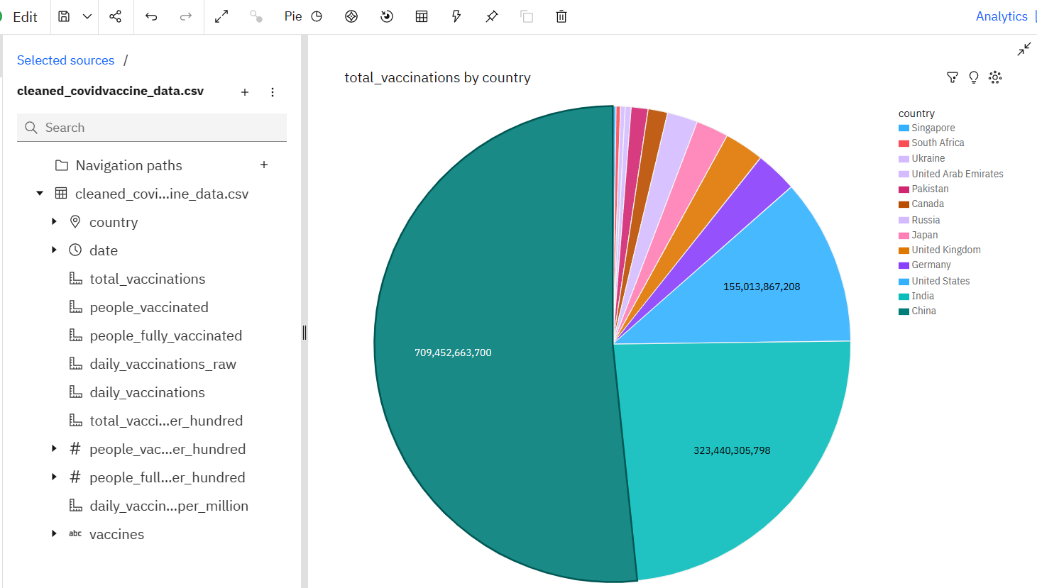 Edit
Pie
Analytics
Selected sources /
cleaned_covidvaccine_data.csv
Search
Navigation paths
cleaned_covi...ine_data.csv
country
date
total_vaccinations
people_vaccinated
people_fully_vaccinated
daily_vaccinations_raw
daily_vaccinations
total_vacci...er_hundred
# people_vac...er_hundred
# people_full...er_hundred
daily_vaccin...per_million
abc vaccines
total_vaccinations by country
155,013,867,208
709,452,663,700
323,440,305,798
country
Singapore
South Africa
Ukraine
United Arab Emirates
Pakistan
Canada
Russia
Japan
United Kingdom
Germany
United States
India
China